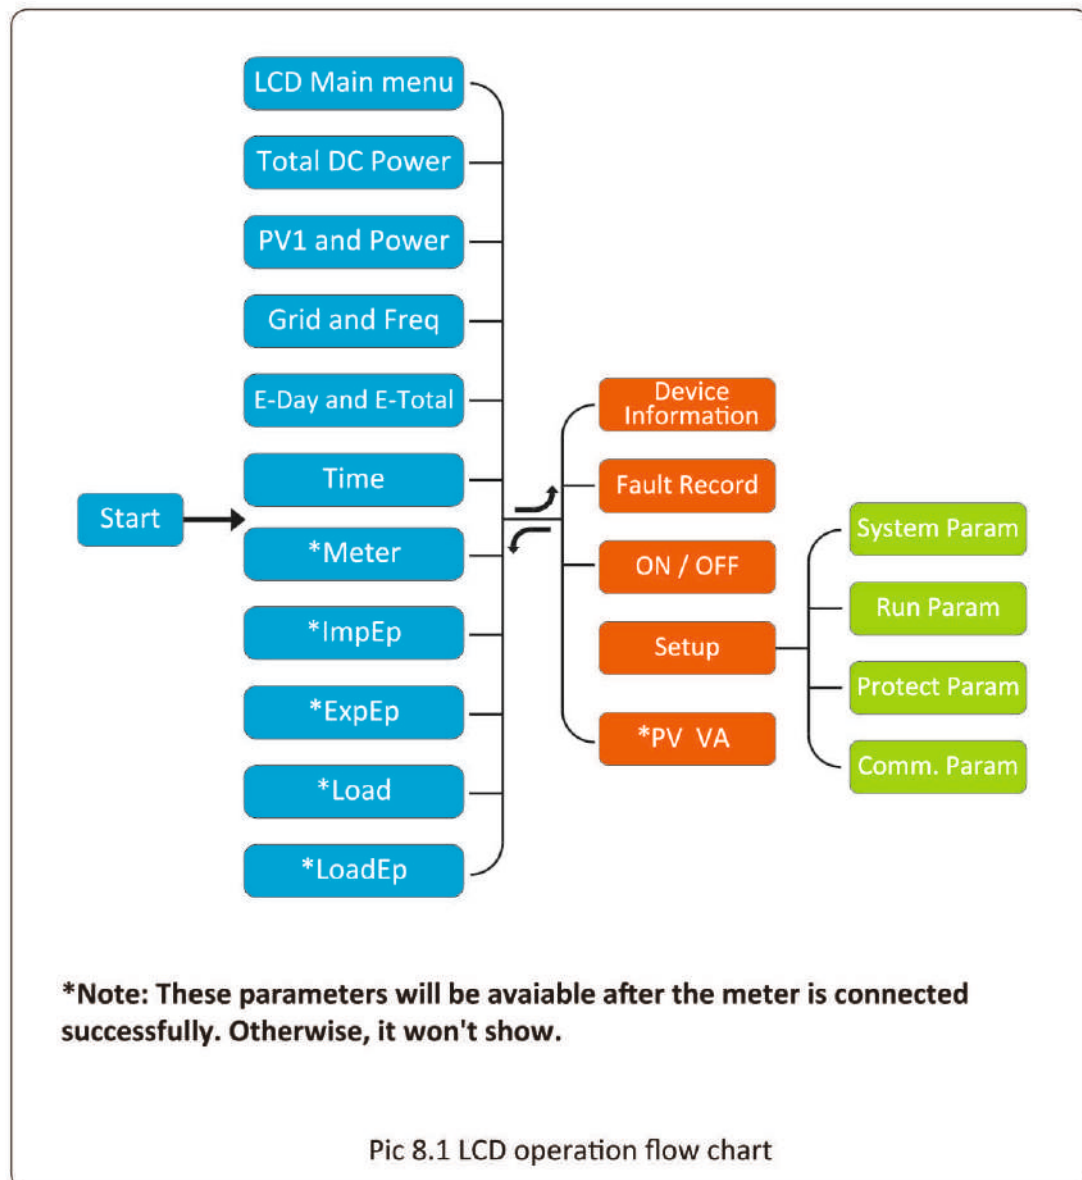 LCD Main menu
Total DC Power
PV1 and Power
Grid and Freq
E-Day and E-Total
Time
Start
*Meter
*ImpEp
*ExpEp
*Load
*LoadEp
Device
Information
Fault Record
ON / OFF
Setup
*PV VA
System Param
Run Param
Protect Param
Comm. Param
*Note: These parameters will be avaiable after the meter is connected
successfully. Otherwise, it won't show.
Pic 8.1 LCD operation flow chart